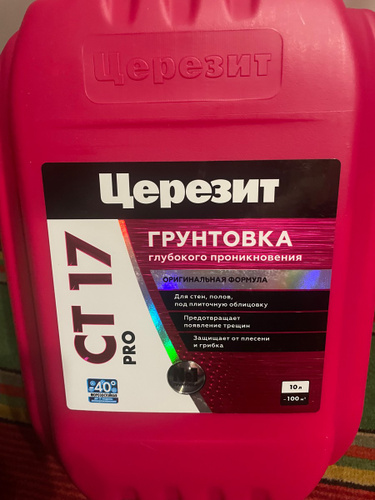 Церезит
Церезит
ГРУНТОВКА
глубокого проникновения
ОРИГИНАЛЬНАЯ ФОРМУЛА
Для стен, полов,
под плиточную облицовку
Предотвращает
появление трещин
Защищает от плесени
и грибка
CT 17
PRO
-40°
10 л
~100 м²